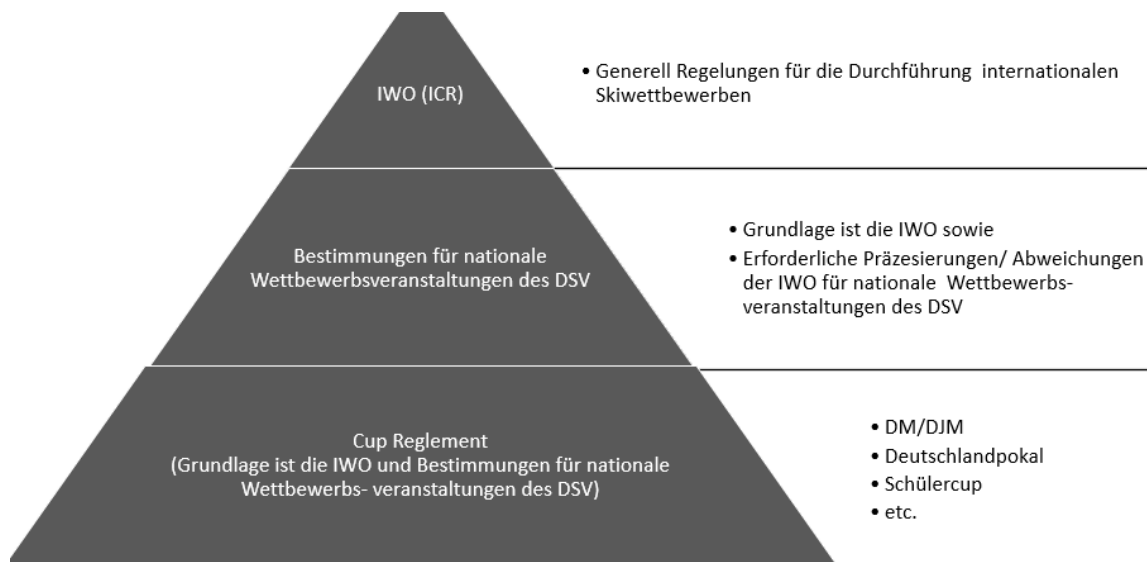 IWO (ICR)
• Generell Regelungen für die Durchführung internationalen
Skiwettbewerben
Bestimmungen für nationale
Wettbewerbsveranstaltungen des DSV
• Grundlage ist die IWO sowie
• Erforderliche Präzesierungen/ Abweichungen
der IWO für nationale Wettbewerbs-
veranstaltungen des DSV
Cup Reglement
(Grundlage ist die IWO und Bestimmungen für nationale
Wettbewerbs- veranstaltungen des DSV)
• DM/DJM
• Deutschlandpokal
• Schülercup
• etc.